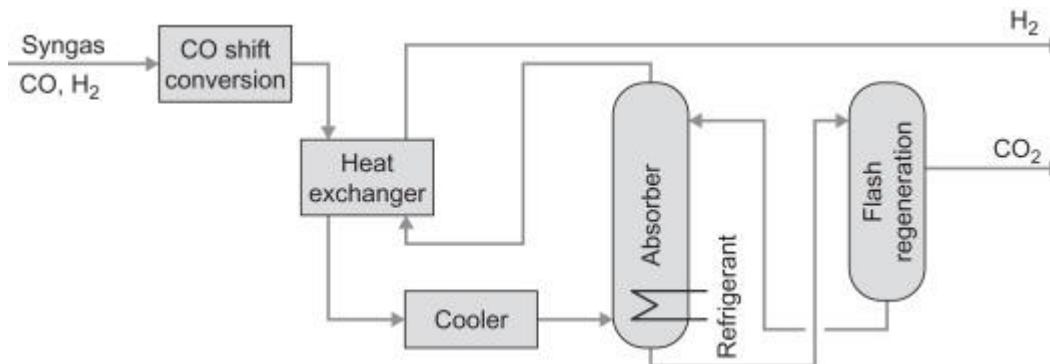 Syngas
CO, H₂
CO shift
conversion
Heat
exchanger
Cooler
Absorber
Refrigerant
Flash
regeneration
H₂
CO₂